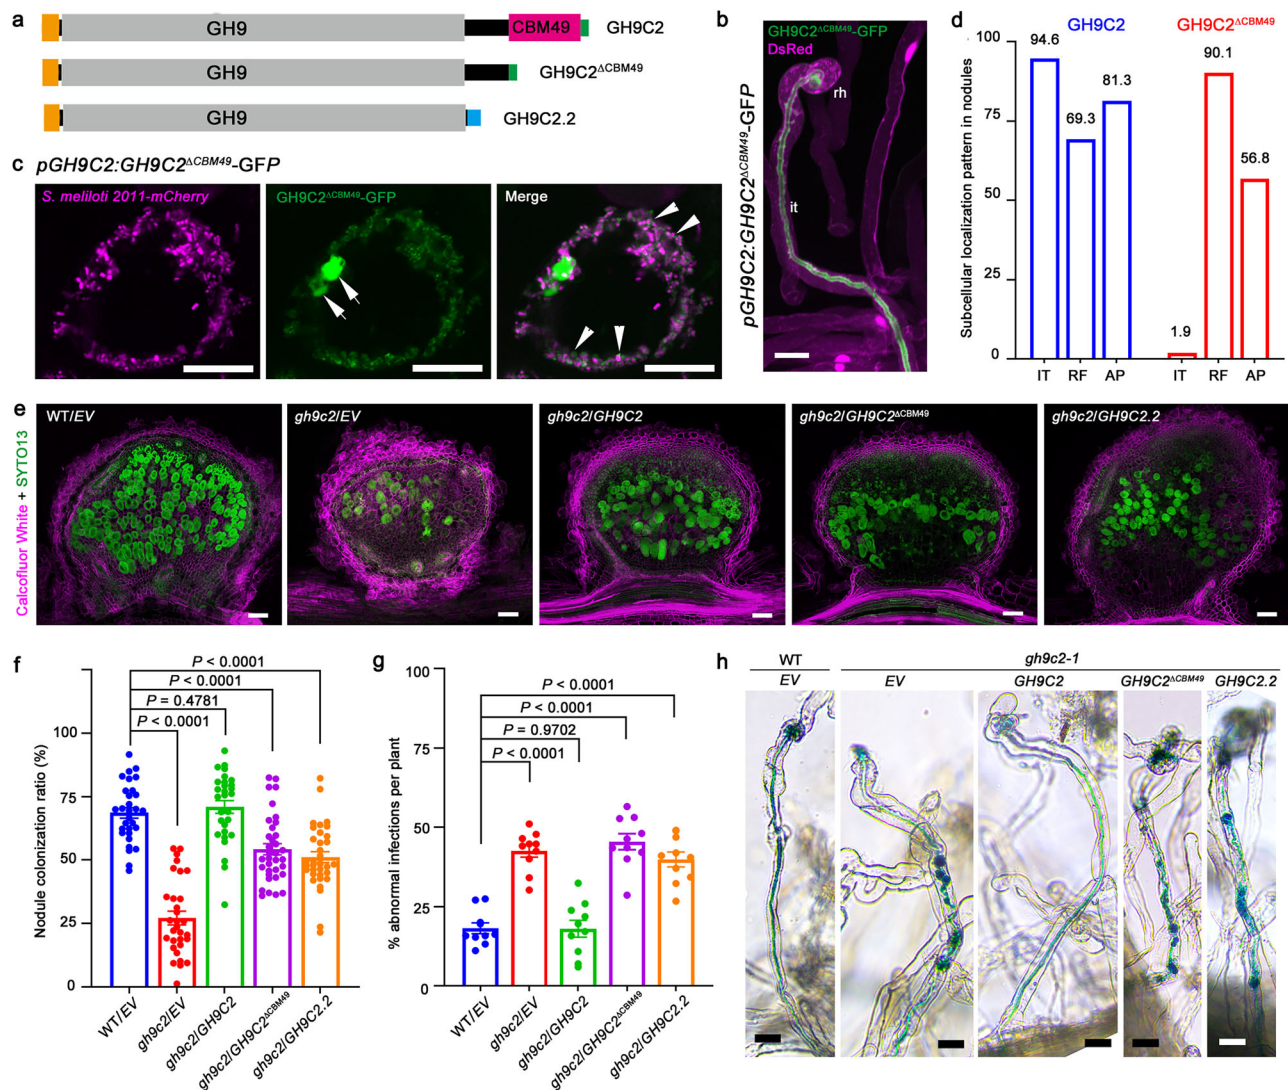 a
GH9 CBM49 GH9C2
GH9 GH9C2ΔCBM49
GH9 GH9C2.2
b
pGH9C2:GH9C2ΔCBM49-GFP
GH9C2ΔCBM49-GFP
DsRed
rh
it
c pGH9C2:GH9C2ΔCBM49-GFP
S. meliloti 2011-mCherry
GH9C2ΔCBM49-GFP
Merge
d
GH9C2 GH9C2ΔCBM49
Subcellular localization pattern in nodules
100
75
50
25
0
94.6
69.3
81.3
1.9
90.1
56.8
IT RF AP IT RF AP
e
Calcofluor White + SYTO13
WT/EV
gh9c2/EV
gh9c2/GH9C2
gh9c2/GH9C2ΔCBM49
gh9c2/GH9C2.2
f
P < 0.0001
P < 0.0001
P = 0.4781
P < 0.0001
Nodule colonization ratio (%)
100
75
50
25
0
WT/EV
gh9c2/EV
gh9c2/GH9C2
gh9c2/GH9C2ΔCBM49
gh9c2/GH9C2.2
g
P < 0.0001
P < 0.0001
P = 0.9702
P < 0.0001
% abnormal infections per plant
100
75
50
25
0
WT/EV
gh9c2/EV
gh9c2/GH9C2
gh9c2/GH9C2ΔCBM49
gh9c2/GH9C2.2
h
WT gh9c2-1
EV EV GH9C2 GH9C2ΔCBM49 GH9C2.2